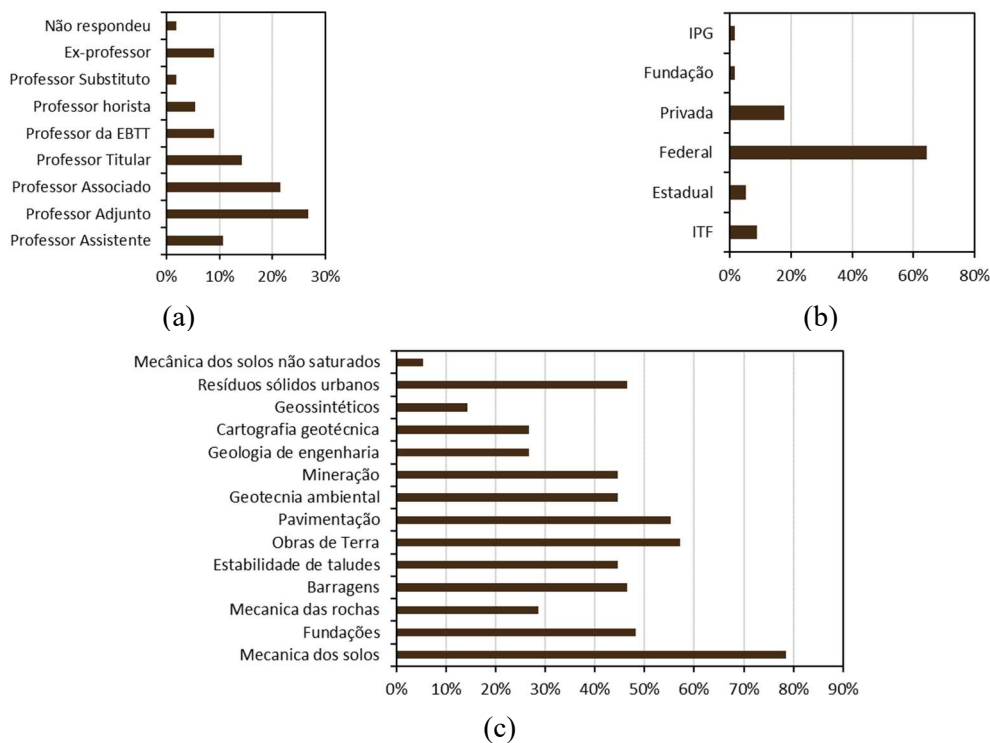 Não respondeu
Ex-professor
Professor Substituto
Professor horista
Professor da EBTT
Professor Titular
Professor Associado
Professor Adjunto
Professor Assistente
0% 10% 20% 30%
(a)
IPG
Fundação
Privada
Federal
Estadual
ITF
0% 20% 40% 60% 80%
(b)
Mecânica dos solos não saturados
Resíduos sólidos urbanos
Geossintéticos
Cartografia geotécnica
Geologia de engenharia
Mineração
Geotecnia ambiental
Pavimentação
Obras de Terra
Estabilidade de taludes
Barragens
Mecanica das rochas
Fundações
Mecanica dos solos
0% 10% 20% 30% 40% 50% 60% 70% 80% 90%
(c)